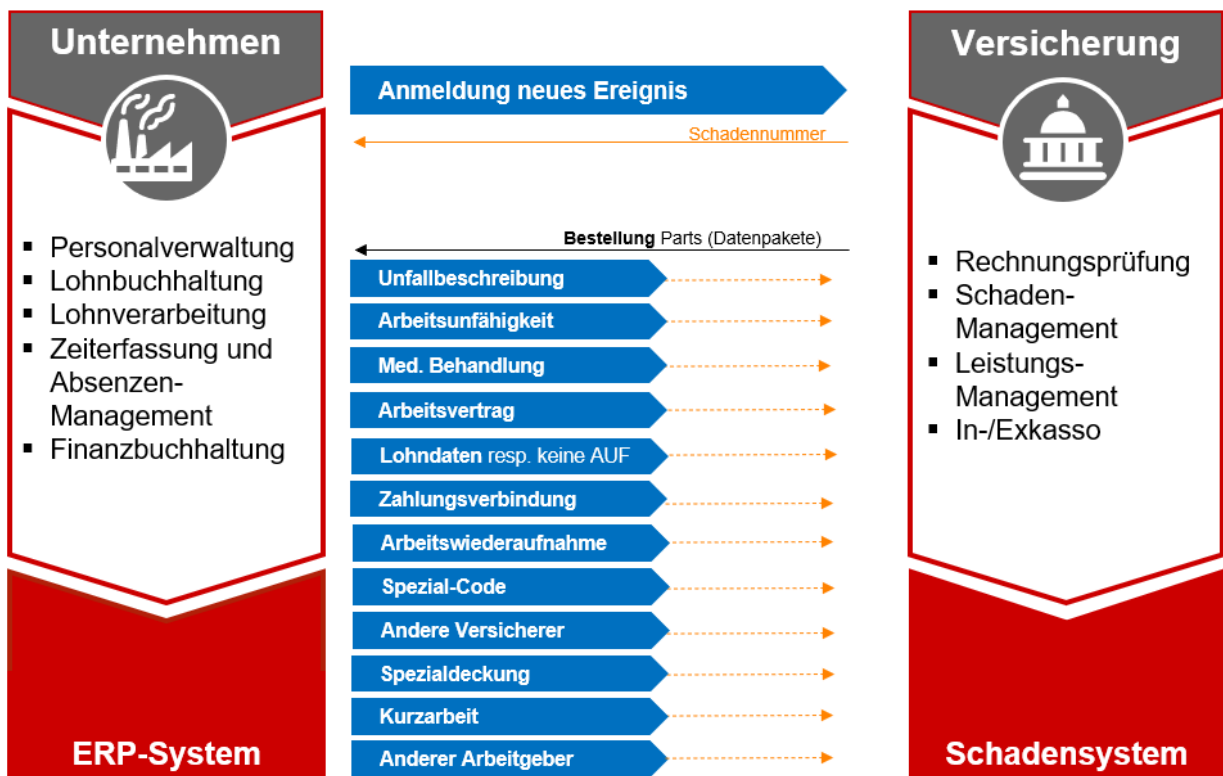 Unternehmen
▪ Personalverwaltung
▪ Lohnbuchhaltung
▪ Lohnverarbeitung
▪ Zeiterfassung und
Absenzen-
Management
▪ Finanzbuchhaltung
ERP-System
Anmeldung neues Ereignis
Schadennummer
Bestellung Parts (Datenpakete)
Unfallbeschreibung
Arbeitsunfähigkeit
Med. Behandlung
Arbeitsvertrag
Lohndaten resp. keine AUF
Zahlungsverbindung
Arbeitswiederaufnahme
Spezial-Code
Andere Versicherer
Spezialdeckung
Kurzarbeit
Anderer Arbeitgeber
Versicherung
▪ Rechnungsprüfung
▪ Schaden-
Management
▪ Leistungs-
Management
▪ In-/Exkasso
Schadensystem